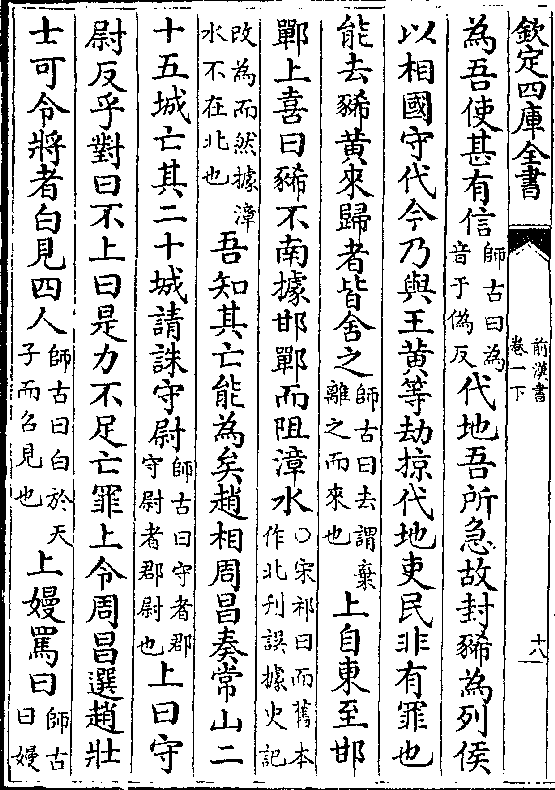 欽定四庫全書
前漢書
卷一下
十八
為吾使甚有信師古曰為音于偽反代地吾所急故封豨為列侯
以相國守代今乃與王黄等劫掠代地吏民非有罪也
能去豨黄來歸者皆舍之師古曰去謂棄離之而來也上自東至邯
鄲上喜曰豨不南據邯鄲而阻漳水〇宋祁曰而舊本作北刋誤據史記
改為而然據漳水不在北也吾知其亡能為矣趙相周昌奏常山二
十五城亡其二十城請誅守尉師古曰守者郡守尉者郡尉也上曰守
尉反乎對曰不上曰是力不足亡罪上令周昌選趙壯
士可令將者白見四人師古曰白於天子而召見也上嫚罵曰師古曰嫚